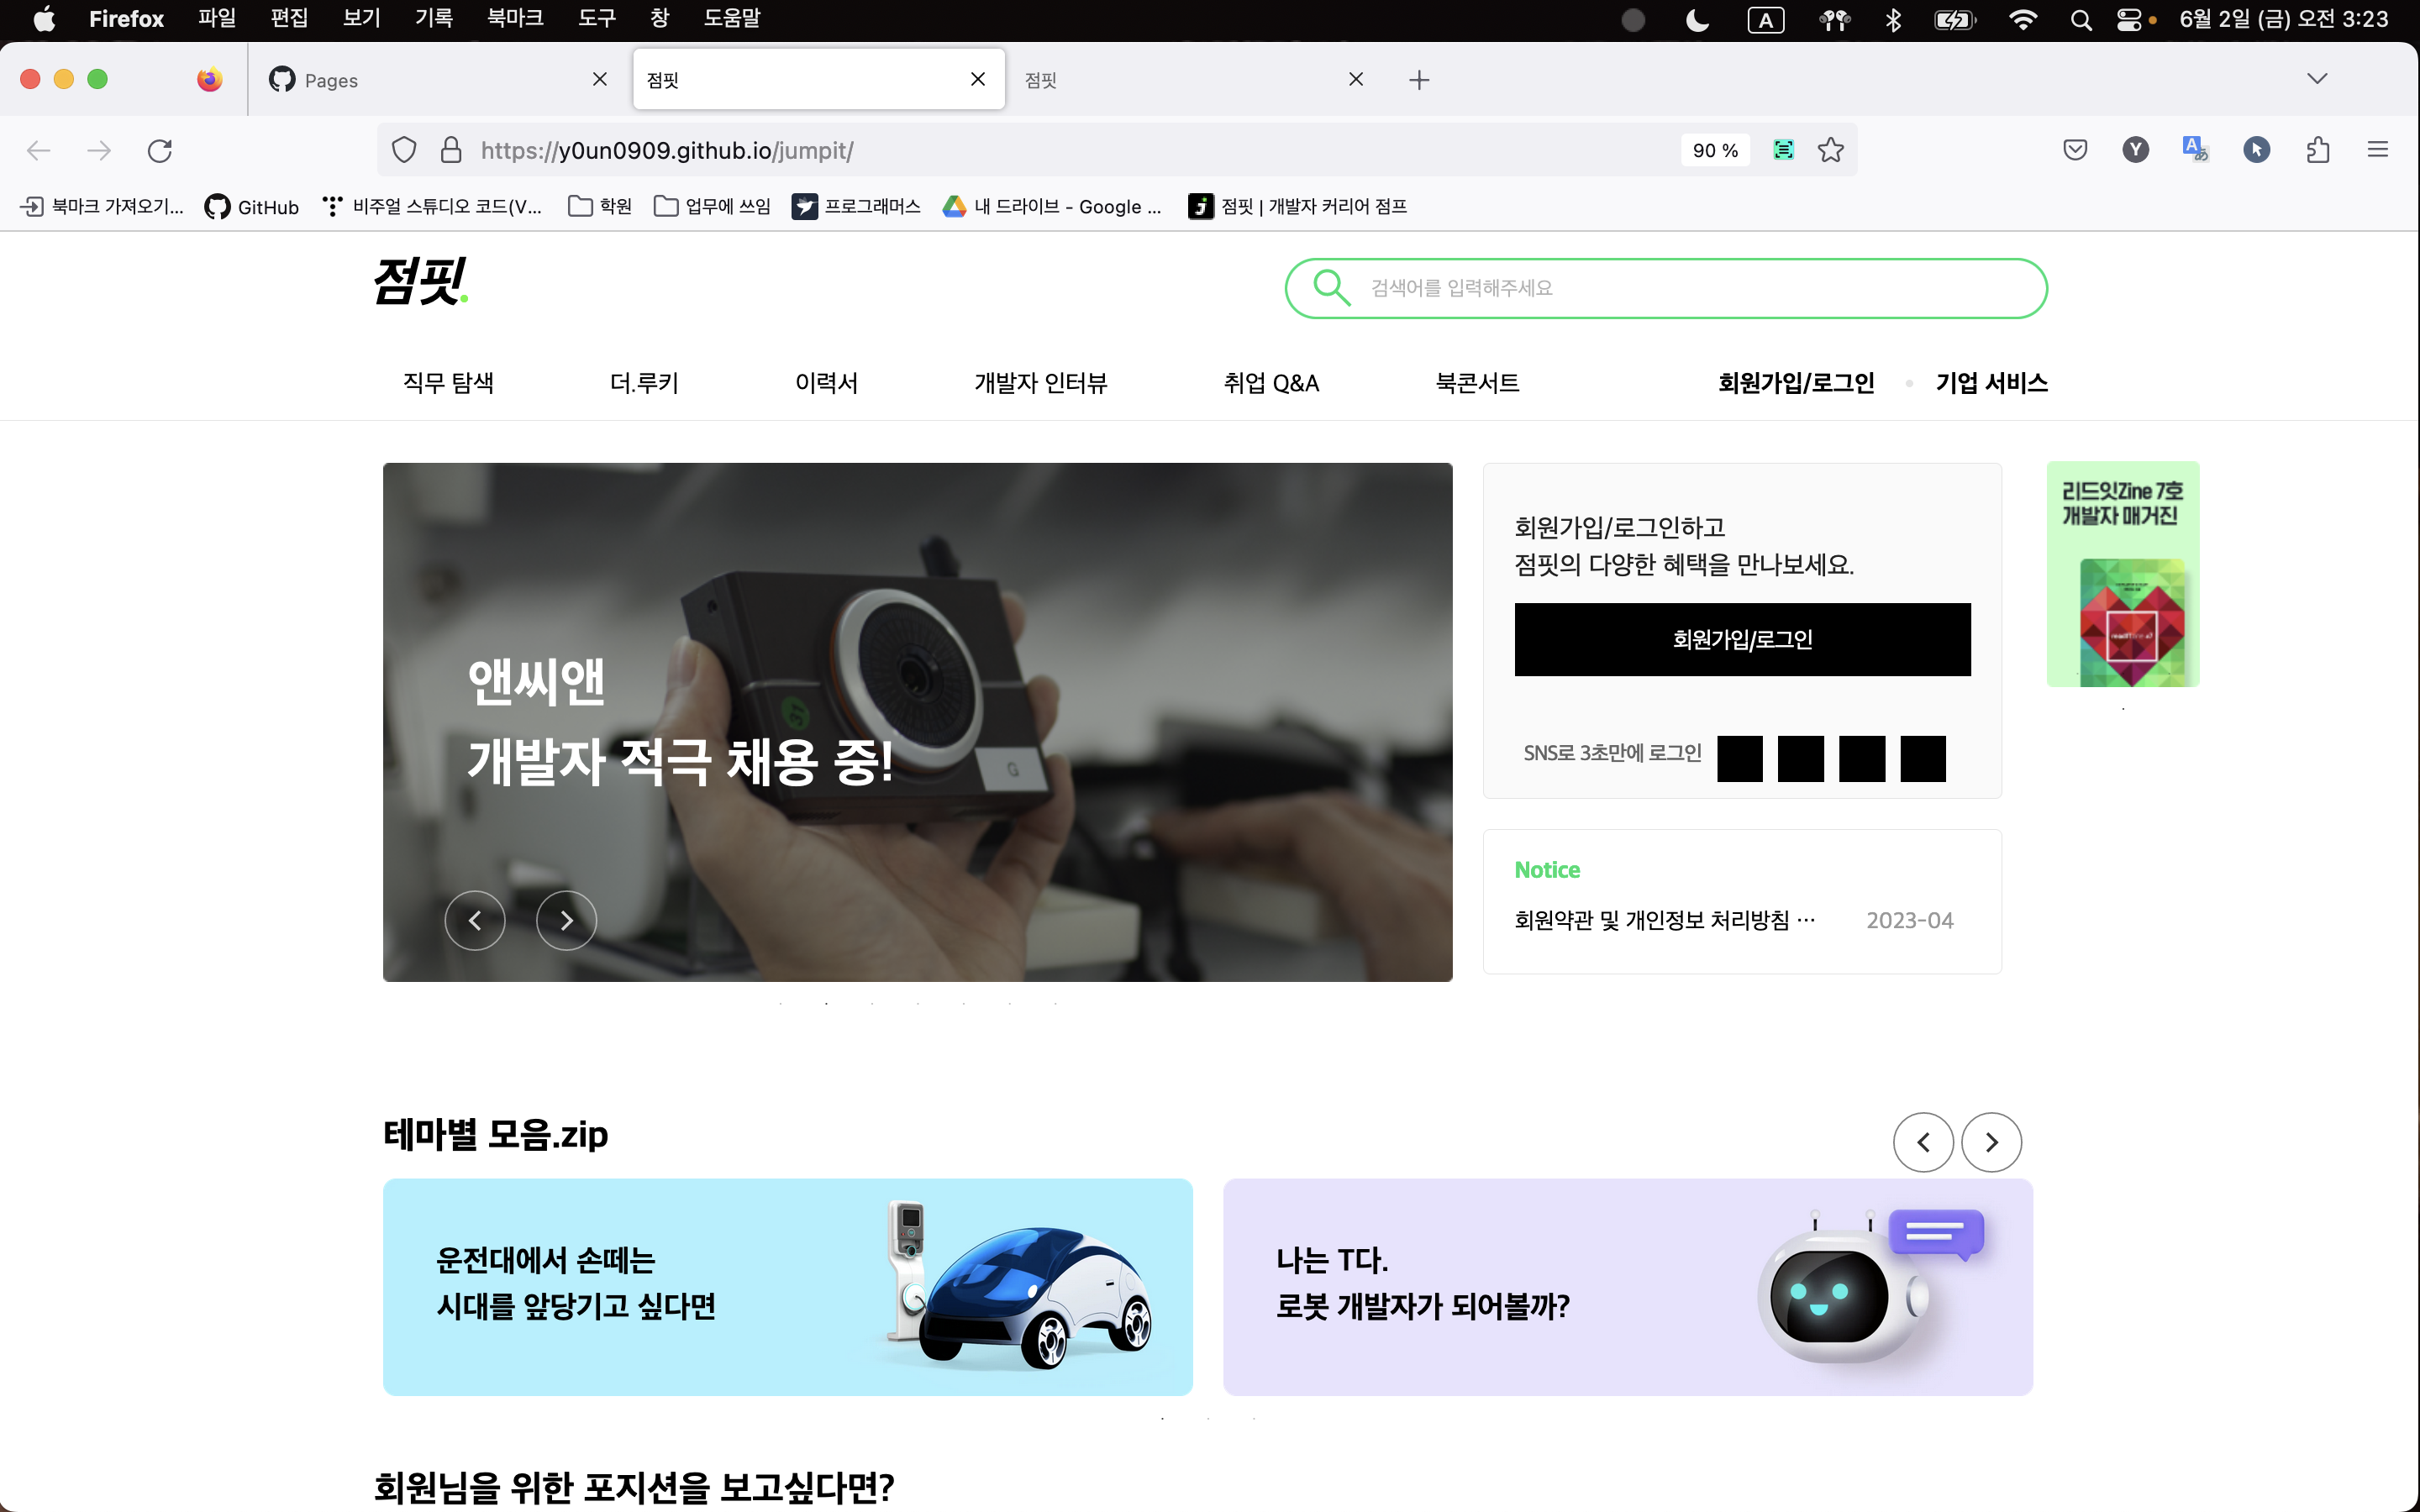 Firefox 파일 편집 보기 기록 북마크 도구 창 도움말 A 6월 2일 (금) 오전 3:23
Pages 점핏 점핏
https://y0un0909.github.io/jumpit/ 90 % Y
북마크 가져오기... GitHub 비주얼 스튜디오 코드(V... 학원 업무에 쓰임 프로그래머스 내 드라이브 - Google ... 점핏 | 개발자 커리어 점프
점핏.
검색어를 입력해주세요
직무 탐색 더.루키 이력서 개발자 인터뷰 취업 Q&A 북콘서트 회원가입/로그인 기업 서비스
앤씨앤
개발자 적극 채용 중!
31
G
회원가입/로그인하고
점핏의 다양한 혜택을 만나보세요.
회원가입/로그인
SNS로 3초만에 로그인
Notice
회원약관 및 개인정보 처리방침 ··· 2023-04
리드잇Zine 7호
개발자 매거진
테마별 모음.zip
운전대에서 손떼는
시대를 앞당기고 싶다면
나는 T다.
로봇 개발자가 되어볼까?
회원님을 위한 포지션을 보고싶다면?